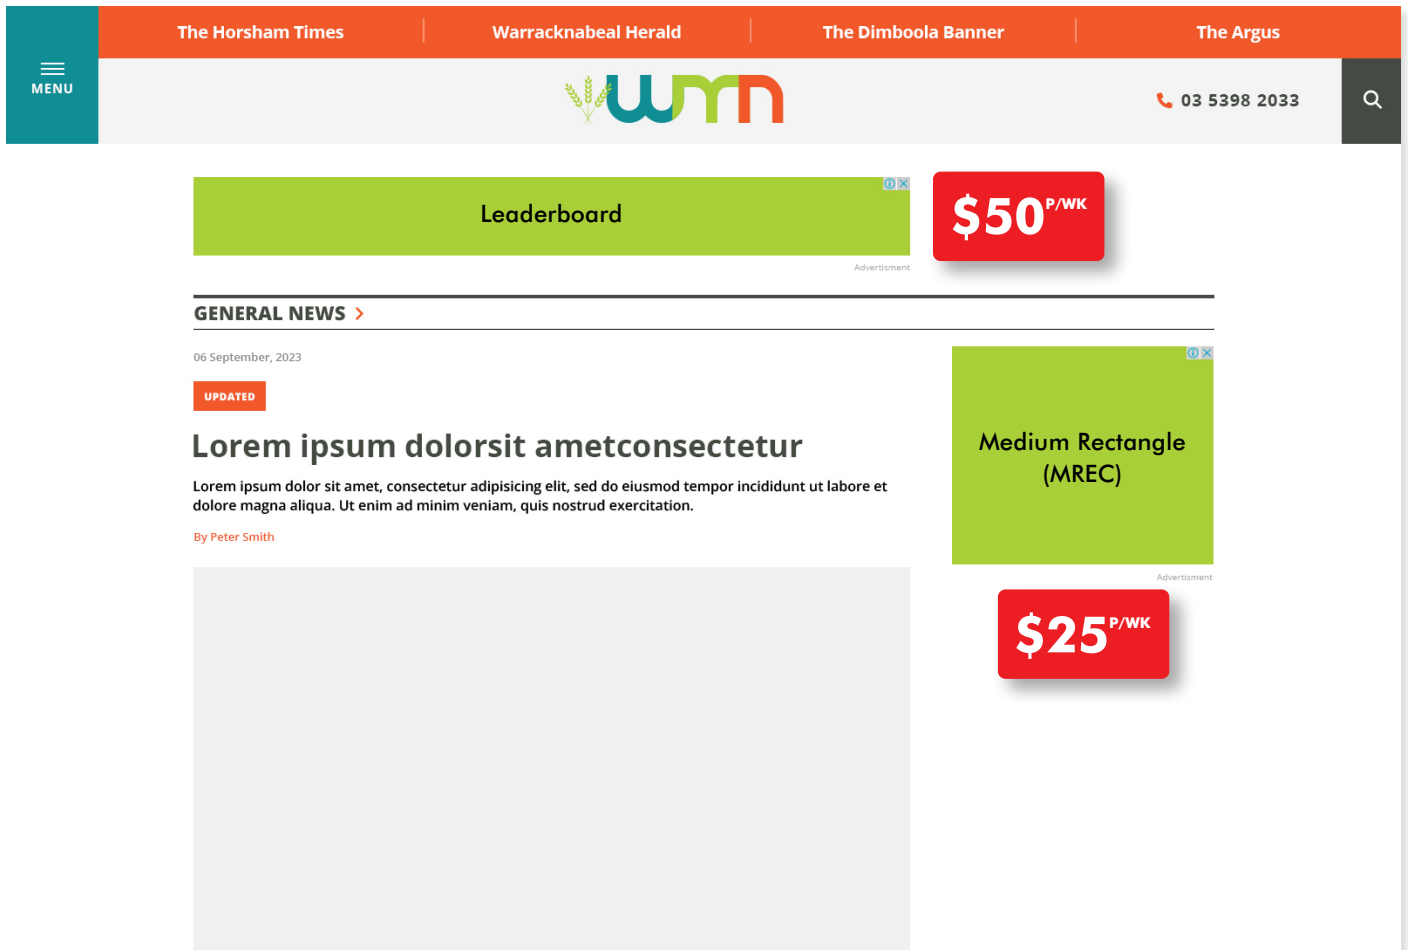 The Horsham Times
Warracknabeal Herald
The Dimboola Banner
The Argus
MENU
wmn
03 5398 2033
Leaderboard
$50 P/WK
Advertisment
GENERAL NEWS
06 September, 2023
UPDATED
Lorem ipsum dolorsit ametconsectetur
Lorem ipsum dolor sit amet, consectetur adipisicing elit, sed do eiusmod tempor incididunt ut labore et
dolore magna aliqua. Ut enim ad minim veniam, quis nostrud exercitation.
By Peter Smith
Medium Rectangle
(MREC)
Advertisment
$25 P/WK